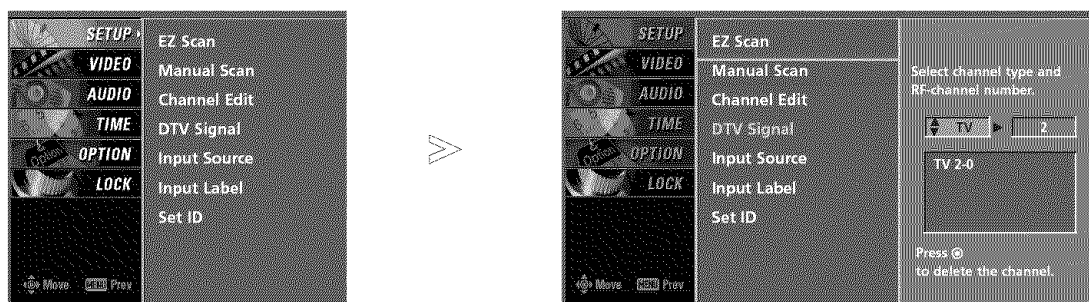 SETUP
VIDEO
AUDIO
TIME
OPTION
LOCK
EZ Scan
Manual Scan
Channel Edit
DTV Signal
Input Source
Input Label
Set ID
Move MENU Prev
SETUP
VIDEO
AUDIO
TIME
Option
OPTION
LOCK
EZ Scan
Manual Scan
Channel Edit
DTV Signal
Input Source
Input Label
Set ID
Move MENU Prev
Select channel type and
RF-channel number.
TV 2
TV 2-0
Press ◉
to delete the channel.